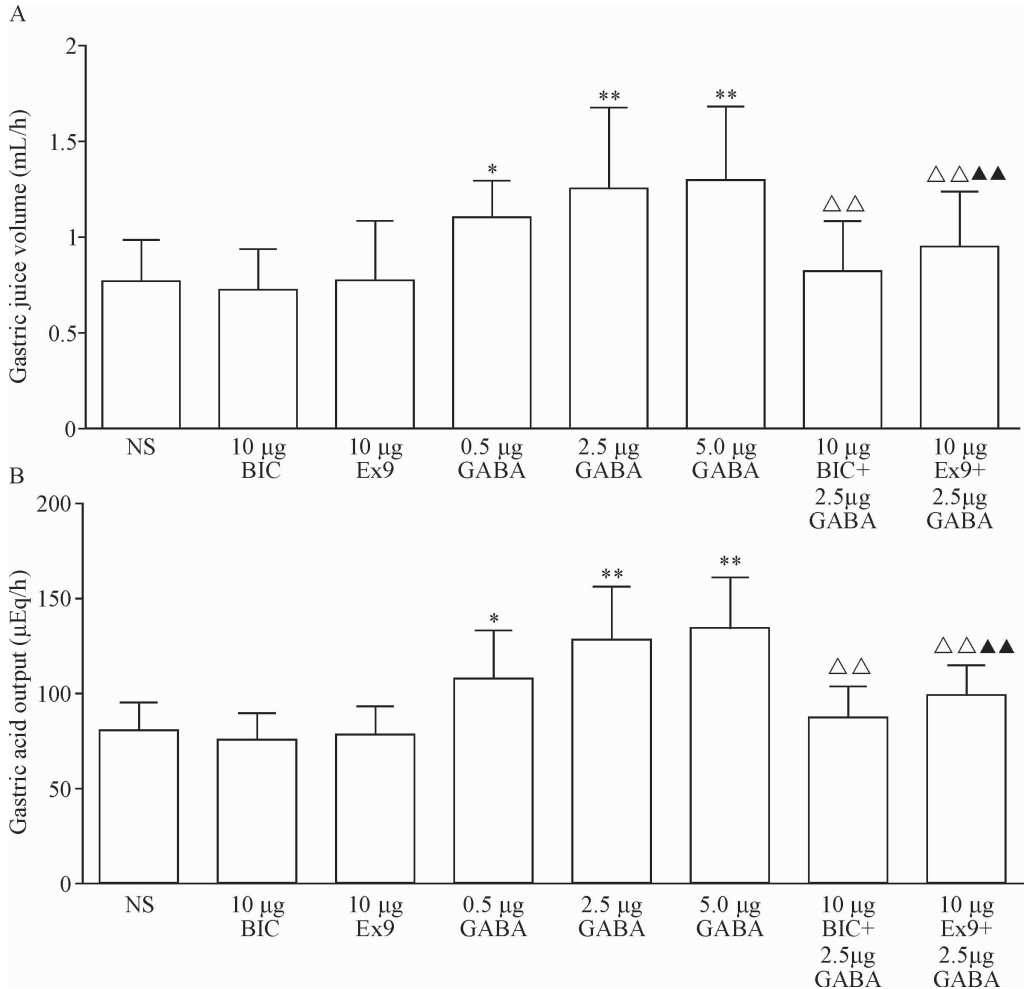 A
Gastric juice volume (mL/h)
2
1.5
1
0.5
0
*
**
**
△△
△△▲▲
NS
10 µg
BIC
10 µg
Ex9
0.5 µg
GABA
2.5 µg
GABA
5.0 µg
GABA
10 µg
BIC+
2.5µg
GABA
10 µg
Ex9+
2.5µg
GABA
B
Gastric acid output (µEq/h)
200
150
100
50
0
*
**
**
△△
△△▲▲
NS
10 µg
BIC
10 µg
Ex9
0.5 µg
GABA
2.5 µg
GABA
5.0 µg
GABA
10 µg
BIC+
2.5µg
GABA
10 µg
Ex9+
2.5µg
GABA